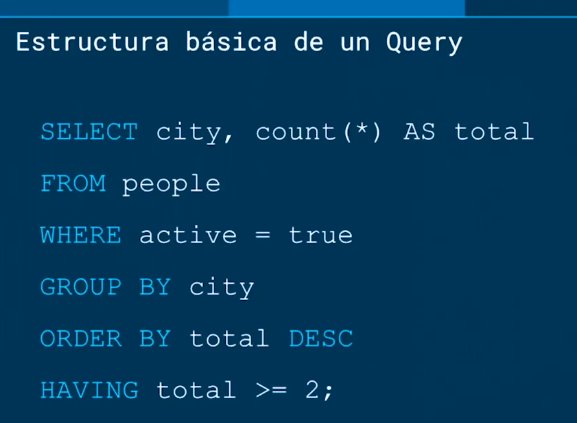 Estructura básica de un Query
SELECT city, count(*) AS total
FROM people
WHERE active = true
GROUP BY city
ORDER BY total DESC
HAVING total >= 2;